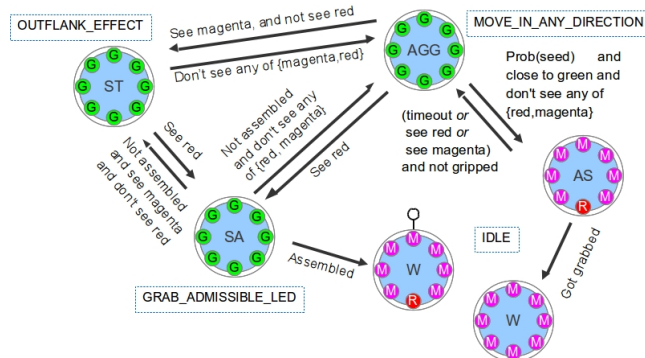 OUTFLANK_EFFECT
See magenta, and not see red
MOVE_IN_ANY_DIRECTION
Don't see any of {magenta,red}
G G G G G G G G
ST
G G G G G G G G
AGG
Prob(seed) and
close to green and
don't see any of
{red,magenta}
(timeout or
see red or
see magenta)
and not gripped
Not assembled
and don't see any
of {red, magenta}
See red
See red
Not assembled
and see magenta
and don't see red
M M M M M M M R
AS
G G G G G G G G
SA
Assembled
GRAB_ADMISSIBLE_LED
M M M M M M M R
W
IDLE
Got grabbed
M M M M M M M M
W